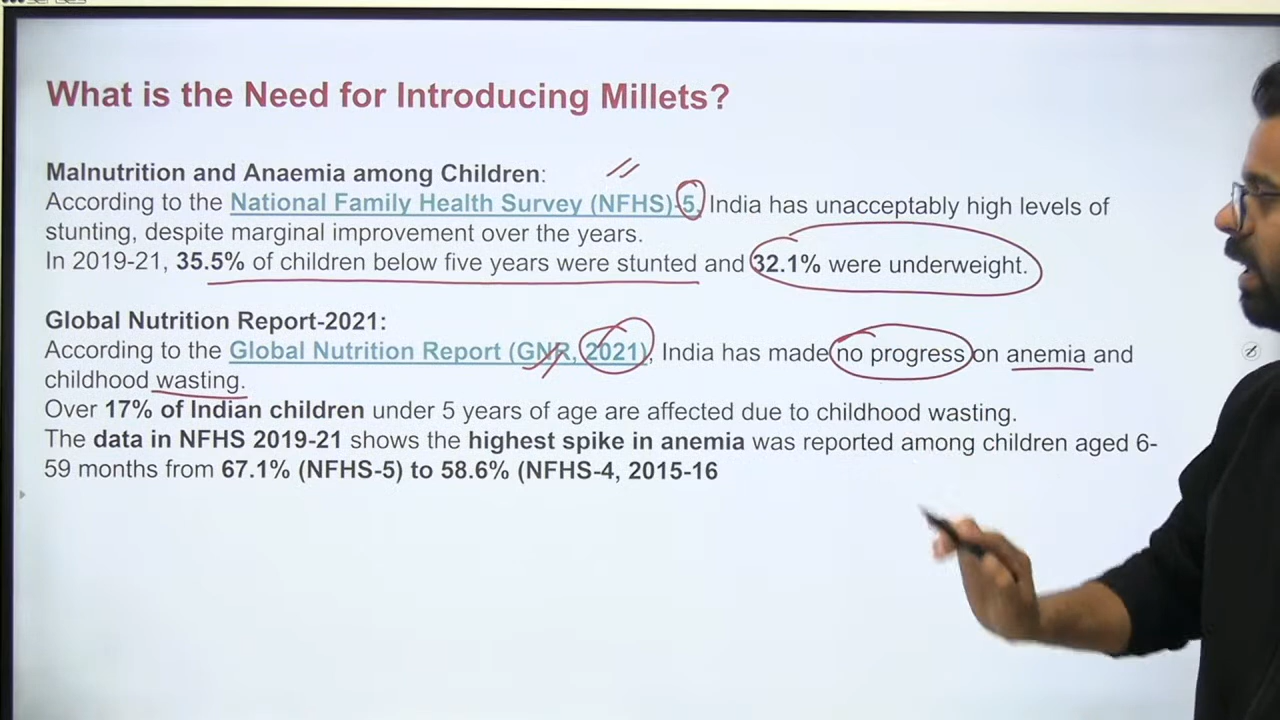 What is the Need for Introducing Millets?
Malnutrition and Anaemia among Children:
According to the National Family Health Survey (NFHS)-5, India has unacceptably high levels of
stunting, despite marginal improvement over the years.
In 2019-21, 35.5% of children below five years were stunted and 32.1% were underweight.
Global Nutrition Report-2021:
According to the Global Nutrition Report (GNR, 2021), India has made no progress on anemia and
childhood wasting.
Over 17% of Indian children under 5 years of age are affected due to childhood wasting.
The data in NFHS 2019-21 shows the highest spike in anemia was reported among children aged 6-
59 months from 67.1% (NFHS-5) to 58.6% (NFHS-4, 2015-16